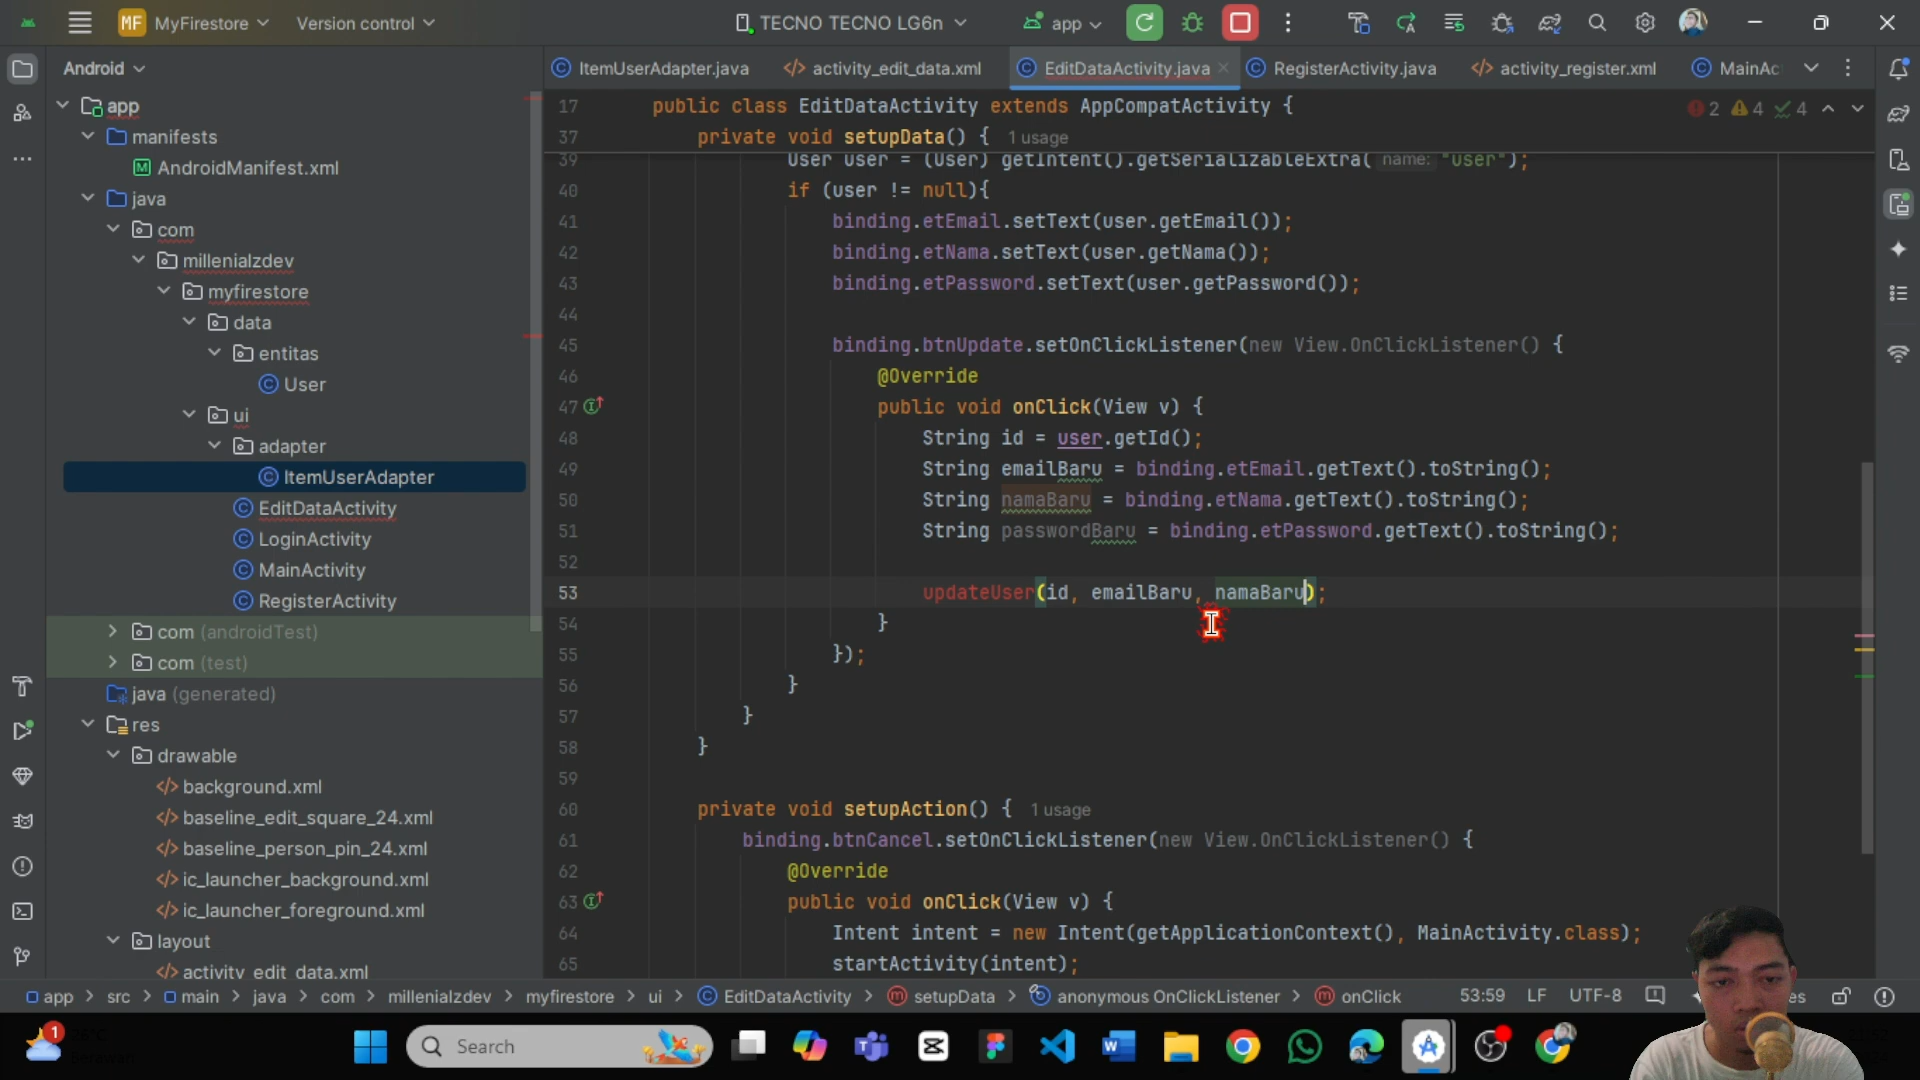 MF MyFirestore Version control TECNO TECNO LG6n app
Android
ItemUserAdapter.java activity_edit_data.xml EditDataActivity.java RegisterActivity.java activity_register.xml MainAc
app
manifests
AndroidManifest.xml
java
com
millenialzdev
myfirestore
data
entitas
User
ui
adapter
ItemUserAdapter
EditDataActivity
LoginActivity
MainActivity
RegisterActivity
com (androidTest)
com (test)
java (generated)
res
drawable
background.xml
baseline_edit_square_24.xml
baseline_person_pin_24.xml
ic_launcher_background.xml
ic_launcher_foreground.xml
layout
activity_edit_data.xml
2 4 4
17 public class EditDataActivity extends AppCompatActivity {
37 private void setupData() { 1 usage
39 User user = (User) getIntent().getSerializableExtra( name: "user");
40 if (user != null){
41 binding.etEmail.setText(user.getEmail());
42 binding.etNama.setText(user.getNama());
43 binding.etPassword.setText(user.getPassword());
44
45 binding.btnUpdate.setOnClickListener(new View.OnClickListener() {
46 @Override
47 public void onClick(View v) {
48 String id = user.getId();
49 String emailBaru = binding.etEmail.getText().toString();
50 String namaBaru = binding.etNama.getText().toString();
51 String passwordBaru = binding.etPassword.getText().toString();
52
53 updateUser(id, emailBaru, namaBaru);
54 }
55 });
56 }
57 }
58 }
59
60 private void setupAction() { 1 usage
61 binding.btnCancel.setOnClickListener(new View.OnClickListener() {
62 @Override
63 public void onClick(View v) {
64 Intent intent = new Intent(getApplicationContext(), MainActivity.class);
65 startActivity(intent);
app > src > main > java > com > millenialzdev > myfirestore > ui > EditDataActivity > setupData > anonymous OnClickListener > onClick 53:59 LF UTF-8
1
Search